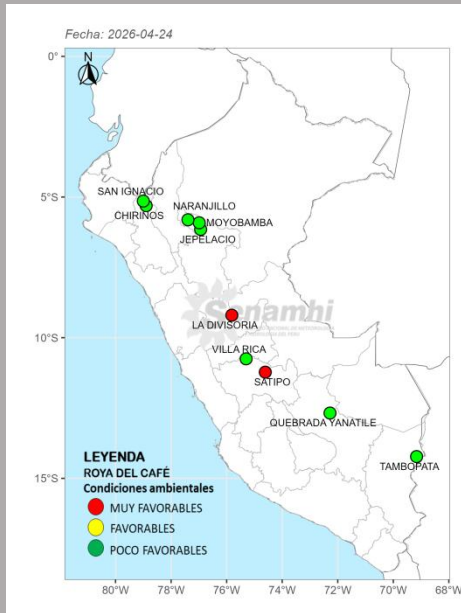 Fecha: 2026-04-24
0°
N
5°S
SAN IGNACIO
NARANJILLO
CHIRINOS
MOYOBAMBA
JEPELACIO
Senamhi
LA DIVISORIA
10°S
VILLA RICA
SATIPO
QUEBRADA YANATILE
TAMBOPATA
15°S
LEYENDA
ROYA DEL CAFÉ
Condiciones ambientales
MUY FAVORABLES
FAVORABLES
POCO FAVORABLES
80°W 78°W 76°W 74°W 72°W 70°W 68°W